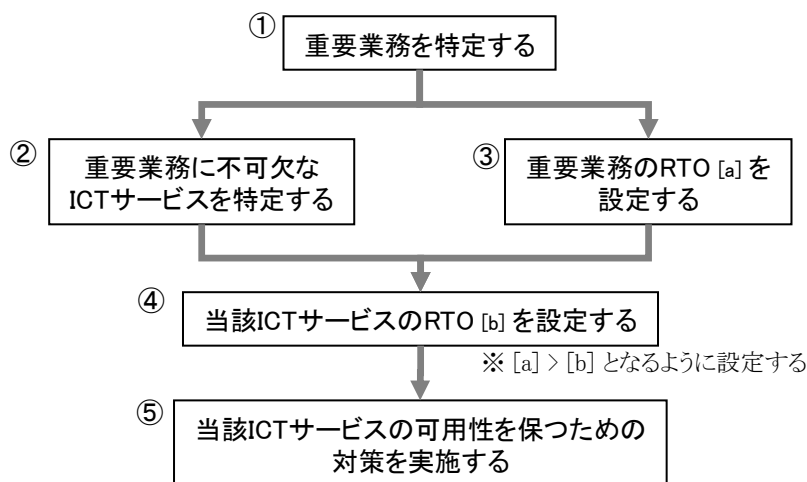 ①
重要業務を特定する
②
重要業務に不可欠な
ICTサービスを特定する
③
重要業務のRTO [a] を
設定する
④
当該ICTサービスのRTO [b] を設定する
※ [a] > [b] となるように設定する
⑤
当該ICTサービスの可用性を保つための
対策を実施する